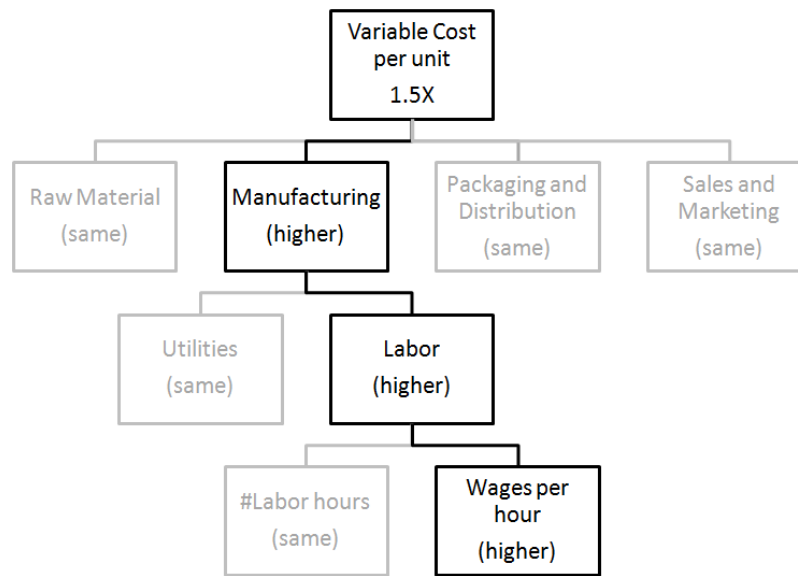 Variable Cost
per unit
1.5X
Raw Material
(same)
Manufacturing
(higher)
Packaging and
Distribution
(same)
Sales and
Marketing
(same)
Utilities
(same)
Labor
(higher)
#Labor hours
(same)
Wages per
hour
(higher)